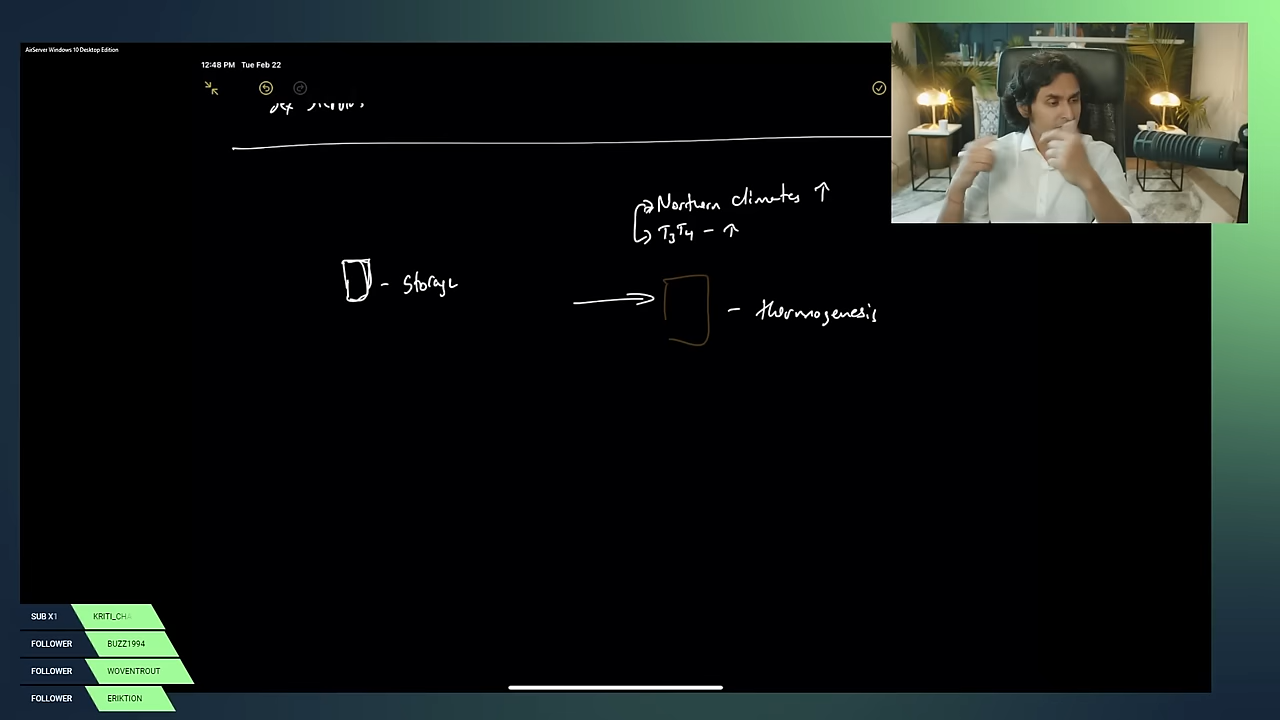 AirServer Windows 10 Desktop Edition
12:48 PM Tue Feb 22
Northern climates ↑
T3T4 - ↑
- Storage
- thermogenesis
SUB X1 KRITI_CHA
FOLLOWER BUZZ1994
FOLLOWER WOVENTROUT
FOLLOWER ERIKTION